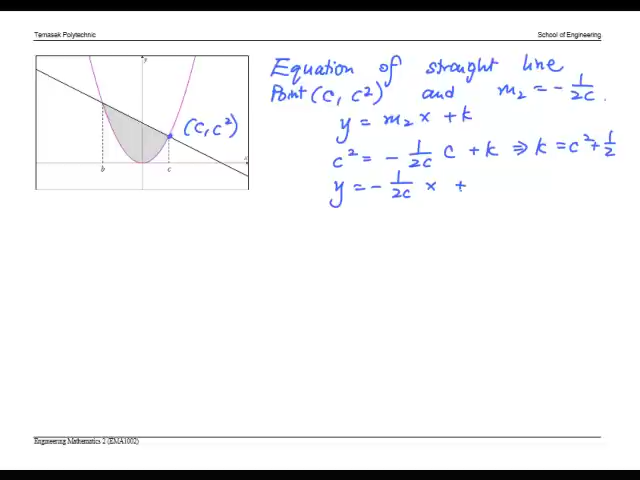 Temasek Polytechnic School of Engineering
Equation of straight line
Point (c, c²) and m₂ = - 1/2c.
y = m₂ x + k
c² = - 1/2c c + k ⇒ k = c² + 1/2
y = - 1/2c x +
y
(c, c²)
x
b c
Engineering Mathematics 2 (EMA1002)